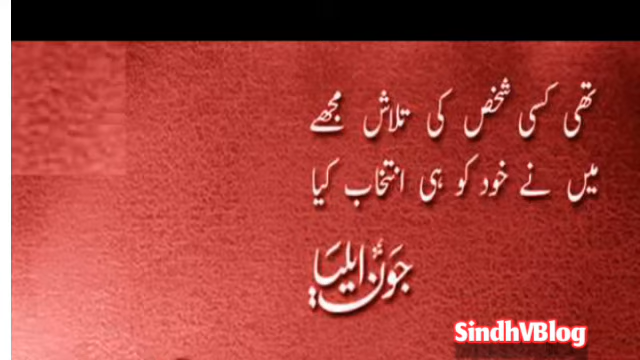 تھی کسی شخص کی تلاش مجھے
میں نے خود کو ہی انتخاب کیا
جون ایلیا
SindhVBlog